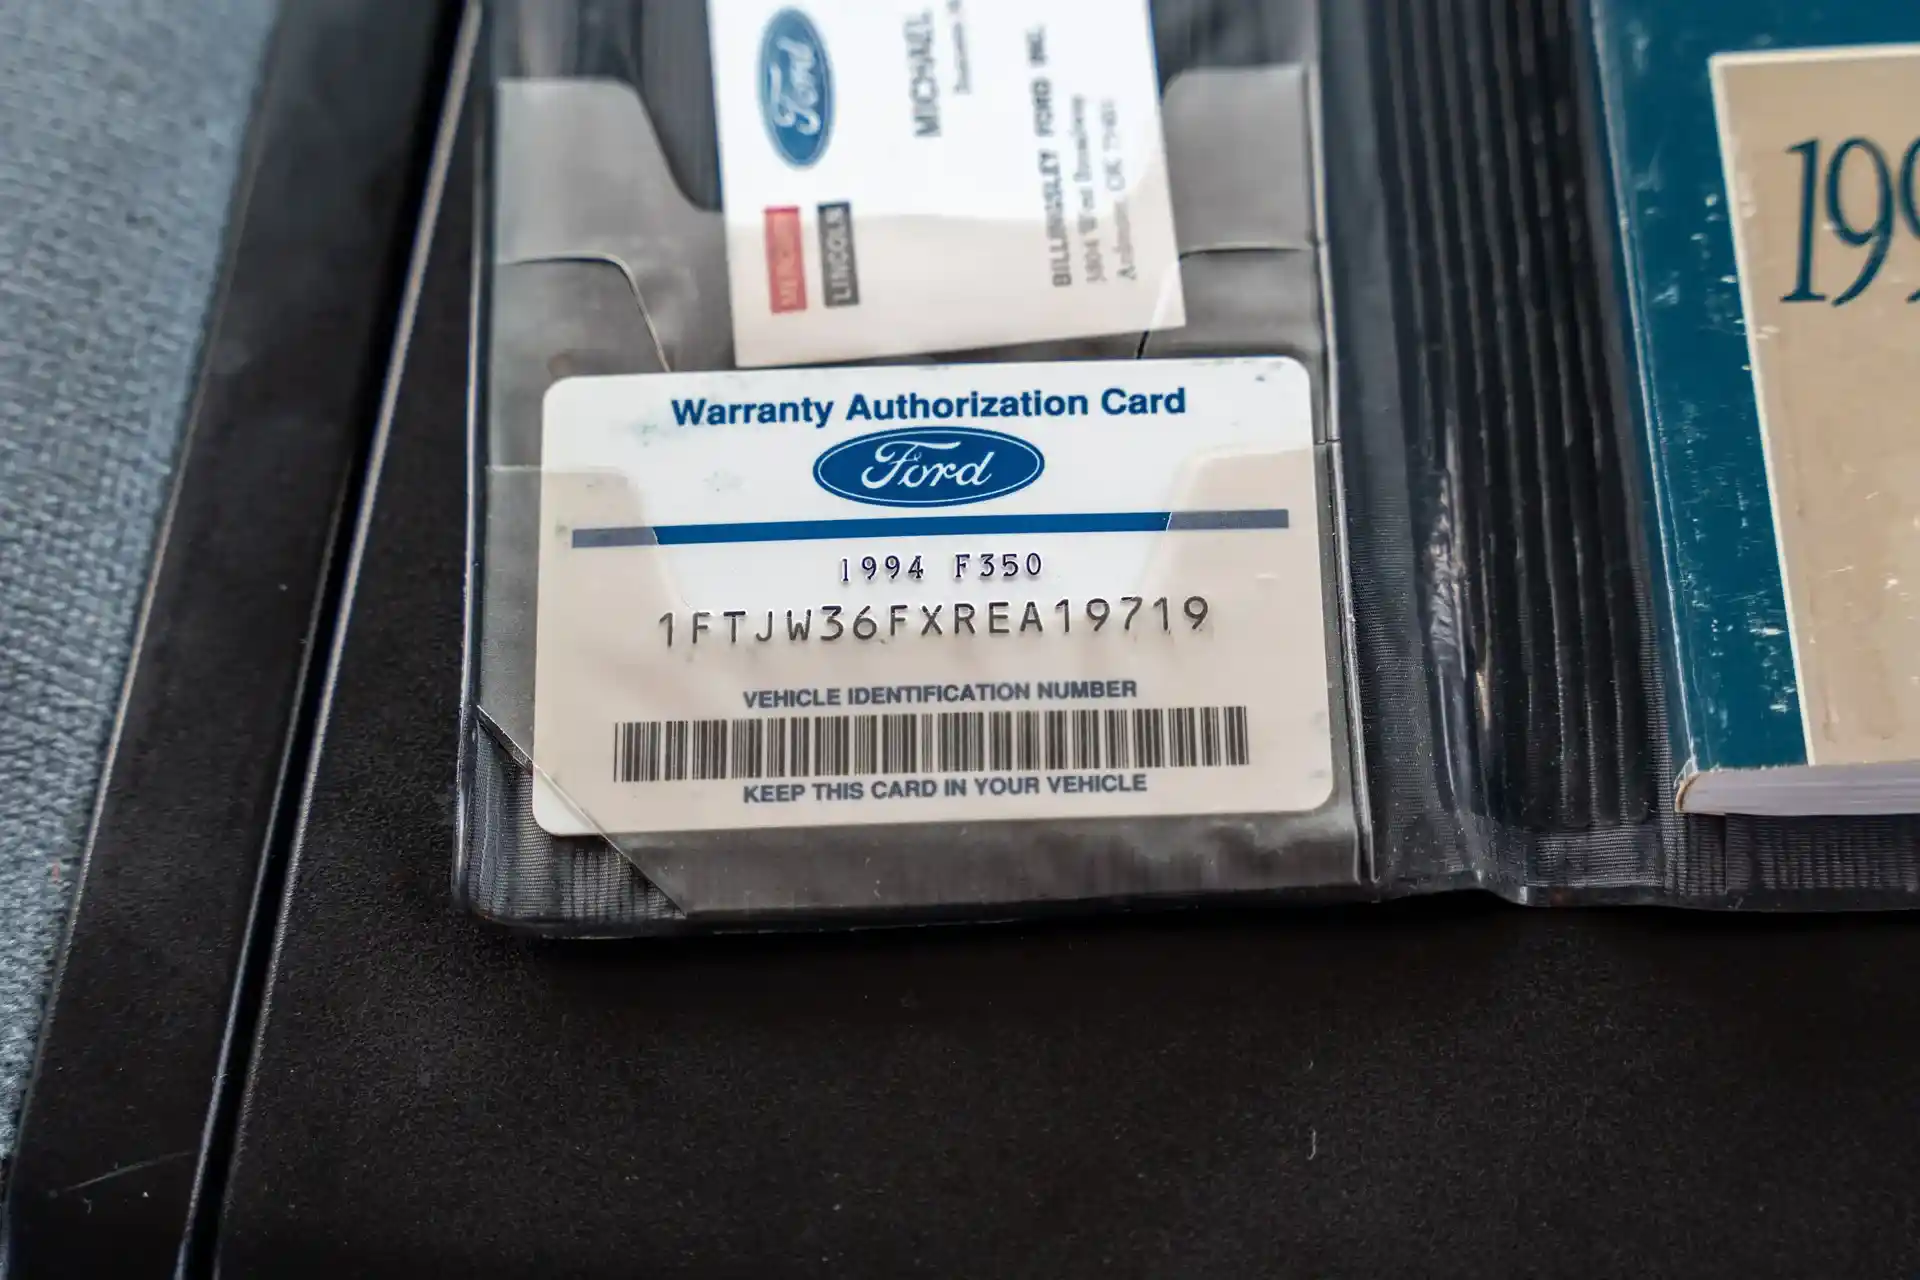 Ford
MERCURY
LINCOLN
MICHAEL
BILLINGSLEY FORD INC.
Warranty Authorization Card
Ford
1994 F350
1FTJW36FXREA19719
VEHICLE IDENTIFICATION NUMBER
KEEP THIS CARD IN YOUR VEHICLE
199